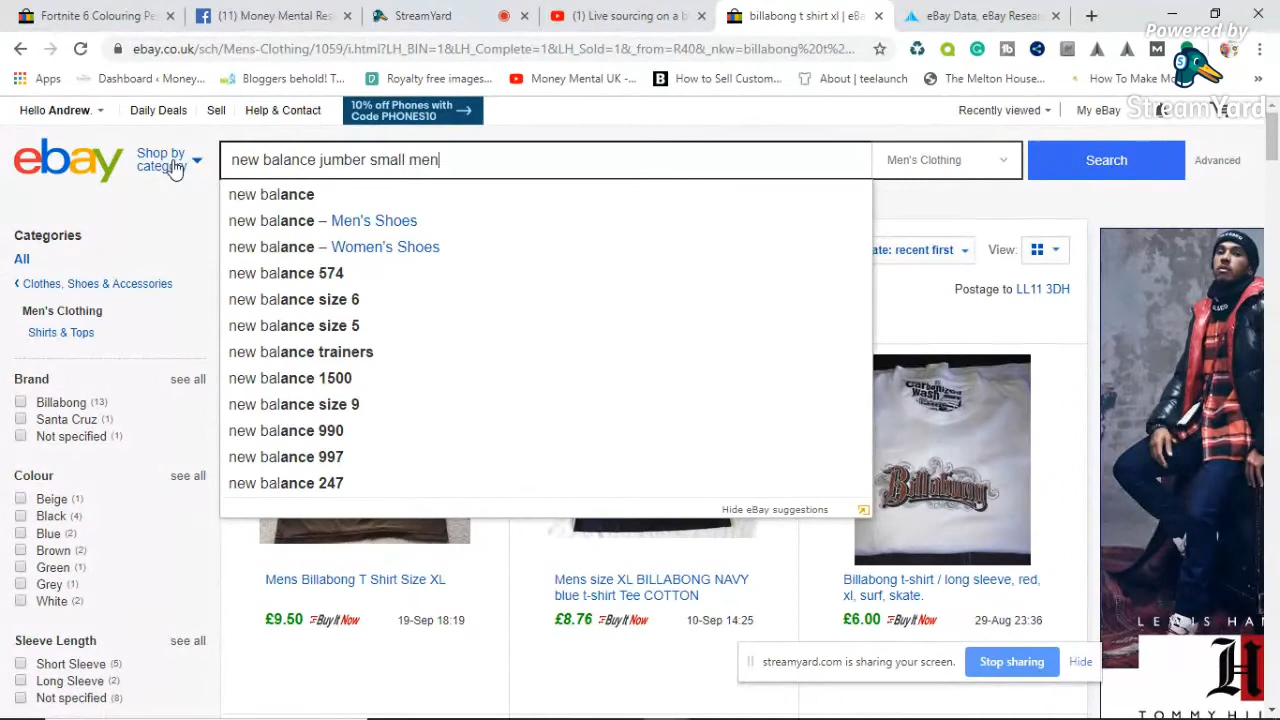 Fortnite 6 Colouring P
(11) Money Mental Res
StreamYard
(1) Live sourcing on a b
billabong t shirt xl | eBa
eBay Data, eBay Resear
Powered by
ebay.co.uk/sch/Mens-Clothing/1059/i.html?LH_BIN=1&LH_Complete=1&LH_Sold=1&_from=R40&_nkw=billabong%20t%2...
Apps
Dashboard ‹ Money...
Bloggers behold! T...
Royalty free images...
Money Mental UK -...
How to Sell Custom...
About | teelaunch
The Melton House...
How To Make Mo
StreamYard
Hello Andrew.
Daily Deals
Sell
Help & Contact
10% off Phones with
Code PHONES10
Recently viewed
My eBay
ebay
Shop by
category
new balance jumber small men
Men's Clothing
Search
Advanced
new balance
new balance – Men's Shoes
new balance – Women's Shoes
new balance 574
new balance size 6
new balance size 5
new balance trainers
new balance 1500
new balance size 9
new balance 990
new balance 997
new balance 247
Hide eBay suggestions
Categories
All
Clothes, Shoes & Accessories
Men's Clothing
Shirts & Tops
Brand
see all
Billabong (13)
Santa Cruz (1)
Not specified (1)
Colour
see all
Beige (1)
Black (4)
Blue (2)
Brown (2)
Green (1)
Grey (1)
White (2)
Sleeve Length
see all
Short Sleeve (5)
Long Sleeve (2)
Not specified (8)
ate: recent first
View:
Postage to LL11 3DH
Billabong
Mens Billabong T Shirt Size XL
£9.50 Buy It Now 19-Sep 18:19
Mens size XL BILLABONG NAVY
blue t-shirt Tee COTTON
£8.76 Buy It Now 10-Sep 14:25
Billabong t-shirt / long sleeve, red,
xl, surf, skate.
£6.00 Buy It Now 29-Aug 23:36
streamyard.com is sharing your screen.
Stop sharing
Hide
LEWIS HAM
H
TOMMY HIL